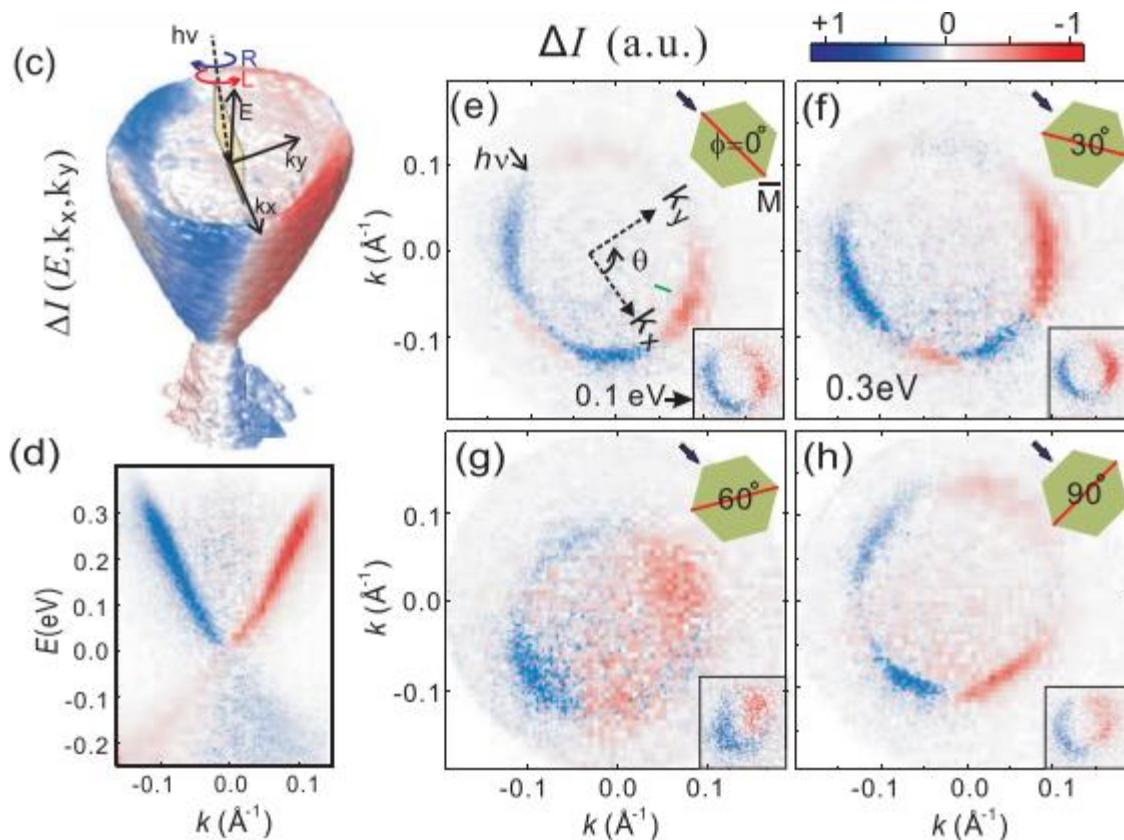 ΔI (a.u.)
+1 0 -1
(c)
hν
R
L
E
ky
kx
ΔI (E,kx,ky)
(d)
E(eV)
0.3
0.2
0.1
0.0
-0.1
-0.2
-0.1 0.0 0.1
k (Å⁻¹)
(e)
ϕ=0°
M̅
hν
ky
θ
kx
0.1 eV
k (Å⁻¹)
0.1
0.0
-0.1
(f)
30°
0.3eV
(g)
60°
k (Å⁻¹)
0.1
0.0
-0.1
-0.1 0.0 0.1
k (Å⁻¹)
(h)
90°
-0.1 0.0 0.1
k (Å⁻¹)